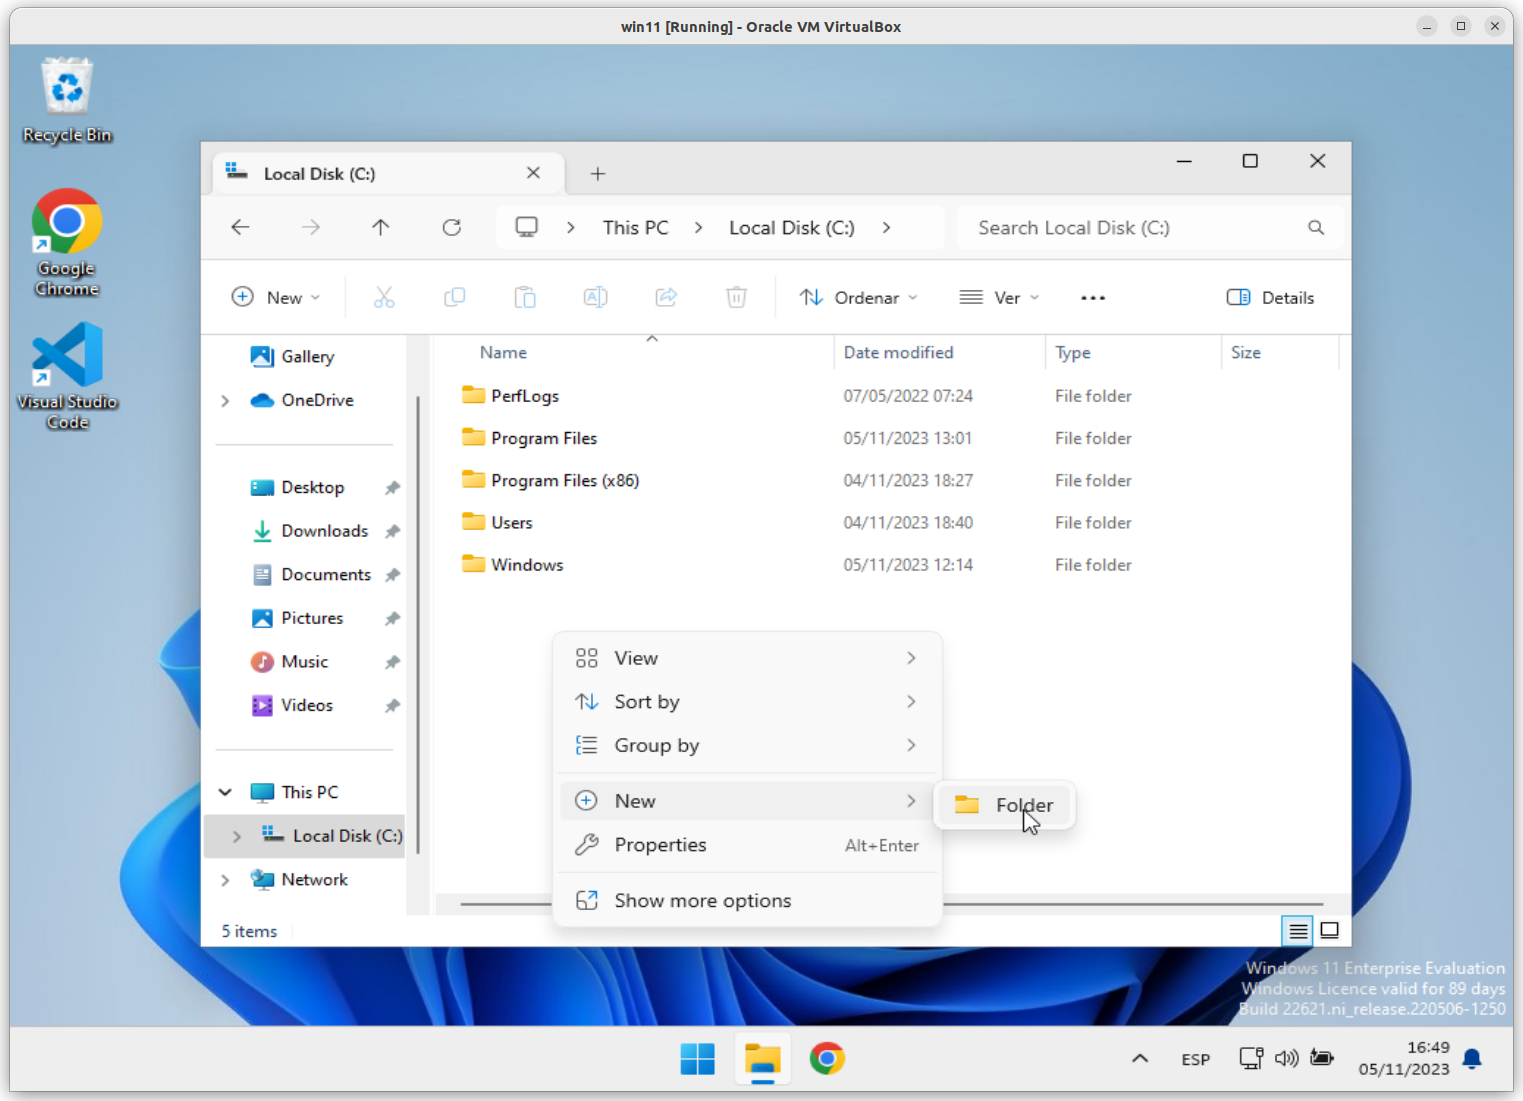 win11 [Running] - Oracle VM VirtualBox
Recycle Bin
Google
Chrome
Visual Studio
Code
Local Disk (C:)
This PC
Local Disk (C:)
Search Local Disk (C:)
New
Ordenar
Ver
Details
Gallery
OneDrive
Desktop
Downloads
Documents
Pictures
Music
Videos
This PC
Local Disk (C:)
Network
5 items
Name Date modified Type Size
PerfLogs 07/05/2022 07:24 File folder
Program Files 05/11/2023 13:01 File folder
Program Files (x86) 04/11/2023 18:27 File folder
Users 04/11/2023 18:40 File folder
Windows 05/11/2023 12:14 File folder
View
Sort by
Group by
New
Folder
Properties Alt+Enter
Show more options
Windows 11 Enterprise Evaluation
Windows Licence valid for 89 days
Build 22621.ni_release.220506-1250
ESP
16:49
05/11/2023